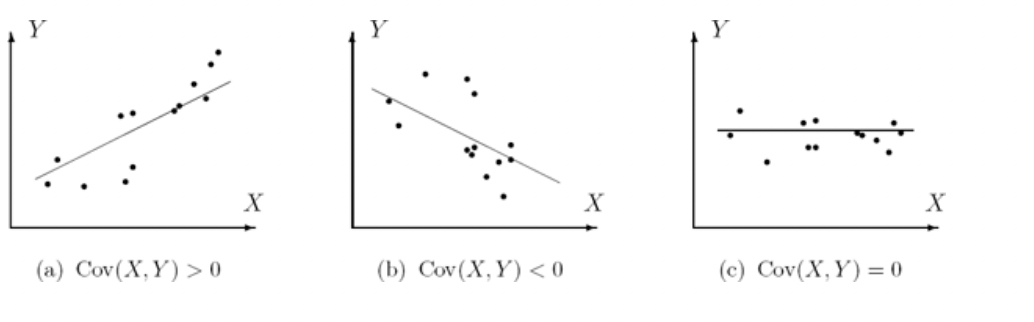 Y
X
(a) Cov(X, Y) > 0
Y
X
(b) Cov(X, Y) < 0
Y
X
(c) Cov(X, Y) = 0